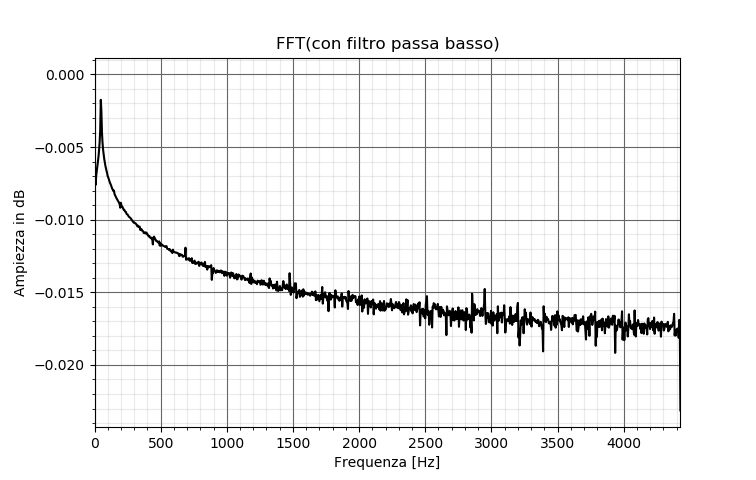 FFT(con filtro passa basso)
0.000
−0.005
−0.010
−0.015
−0.020
Ampiezza in dB
0 500 1000 1500 2000 2500 3000 3500 4000
Frequenza [Hz]